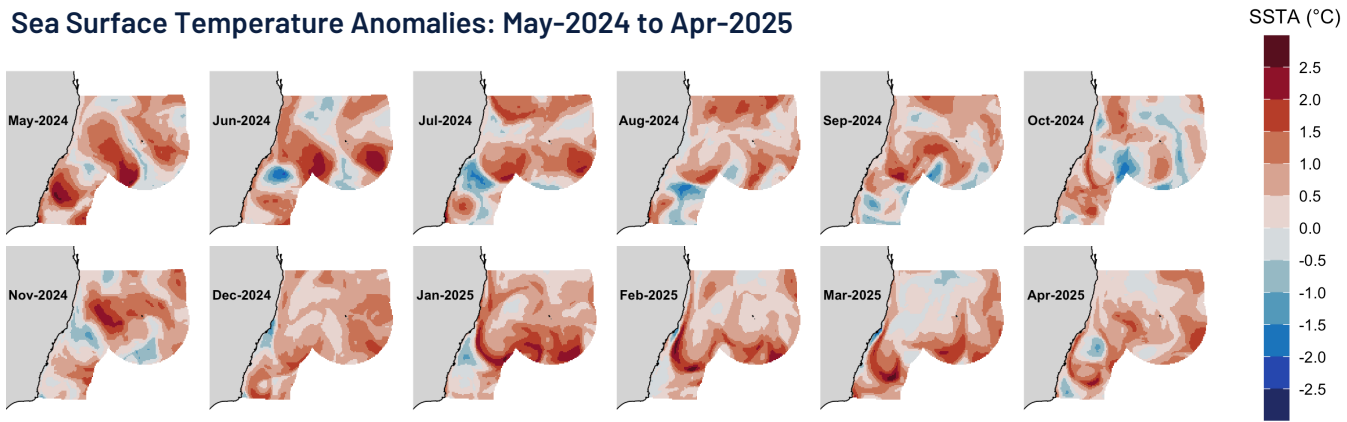 Sea Surface Temperature Anomalies: May-2024 to Apr-2025
SSTA (°C)
May-2024
Jun-2024
Jul-2024
Aug-2024
Sep-2024
Oct-2024
Nov-2024
Dec-2024
Jan-2025
Feb-2025
Mar-2025
Apr-2025
2.5
2.0
1.5
1.0
0.5
0.0
-0.5
-1.0
-1.5
-2.0
-2.5